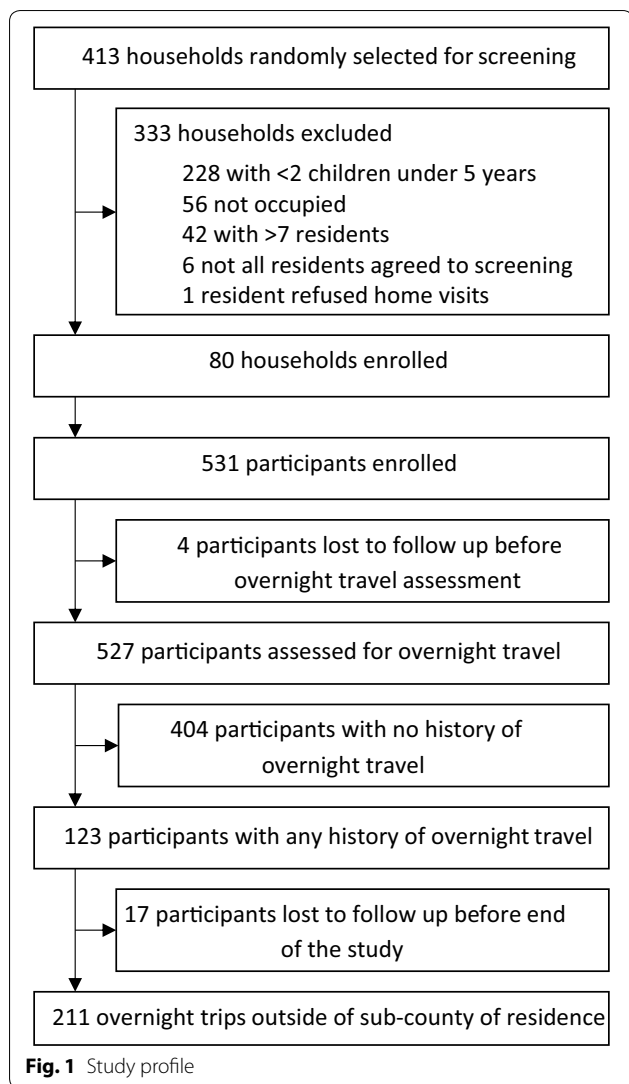 413 households randomly selected for screening
333 households excluded
228 with <2 children under 5 years
56 not occupied
42 with >7 residents
6 not all residents agreed to screening
1 resident refused home visits
80 households enrolled
531 participants enrolled
4 participants lost to follow up before
overnight travel assessment
527 participants assessed for overnight travel
404 participants with no history of
overnight travel
123 participants with any history of overnight travel
17 participants lost to follow up before end
of the study
211 overnight trips outside of sub-county of residence
Fig. 1 Study profile